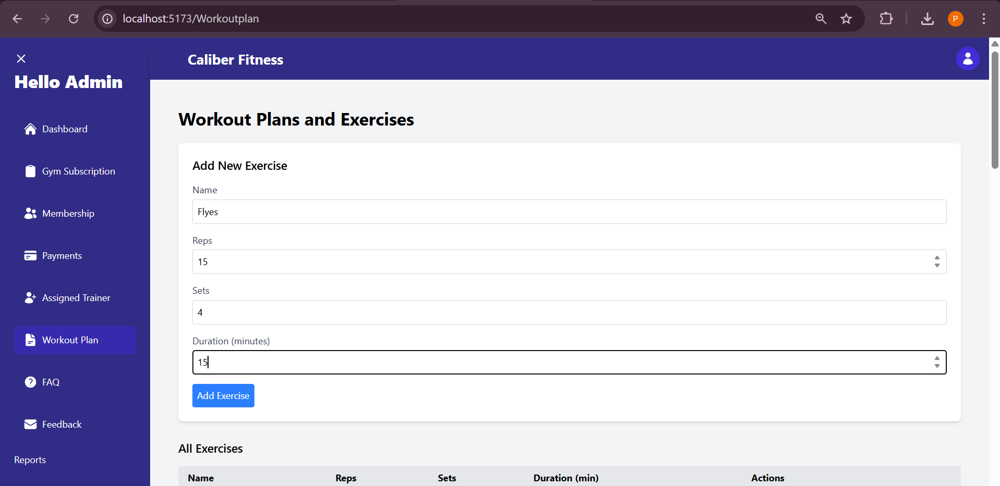 localhost:5173/Workoutplan
P
Hello Admin
Dashboard
Gym Subscription
Membership
Payments
Assigned Trainer
Workout Plan
FAQ
Feedback
Reports
Caliber Fitness
Workout Plans and Exercises
Add New Exercise
Name
Flyes
Reps
15
Sets
4
Duration (minutes)
15
Add Exercise
All Exercises
Name Reps Sets Duration (min) Actions